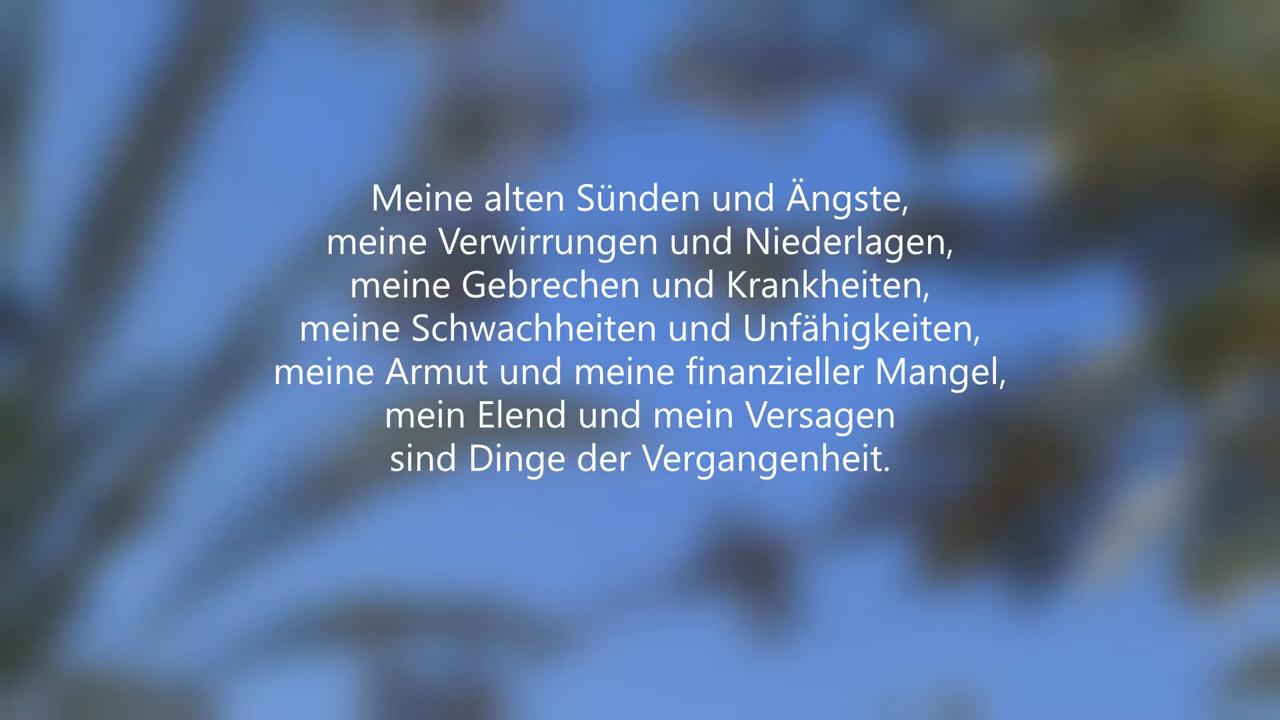 Meine alten Sünden und Ängste,
meine Verwirrungen und Niederlagen,
meine Gebrechen und Krankheiten,
meine Schwachheiten und Unfähigkeiten,
meine Armut und meine finanzieller Mangel,
mein Elend und mein Versagen
sind Dinge der Vergangenheit.